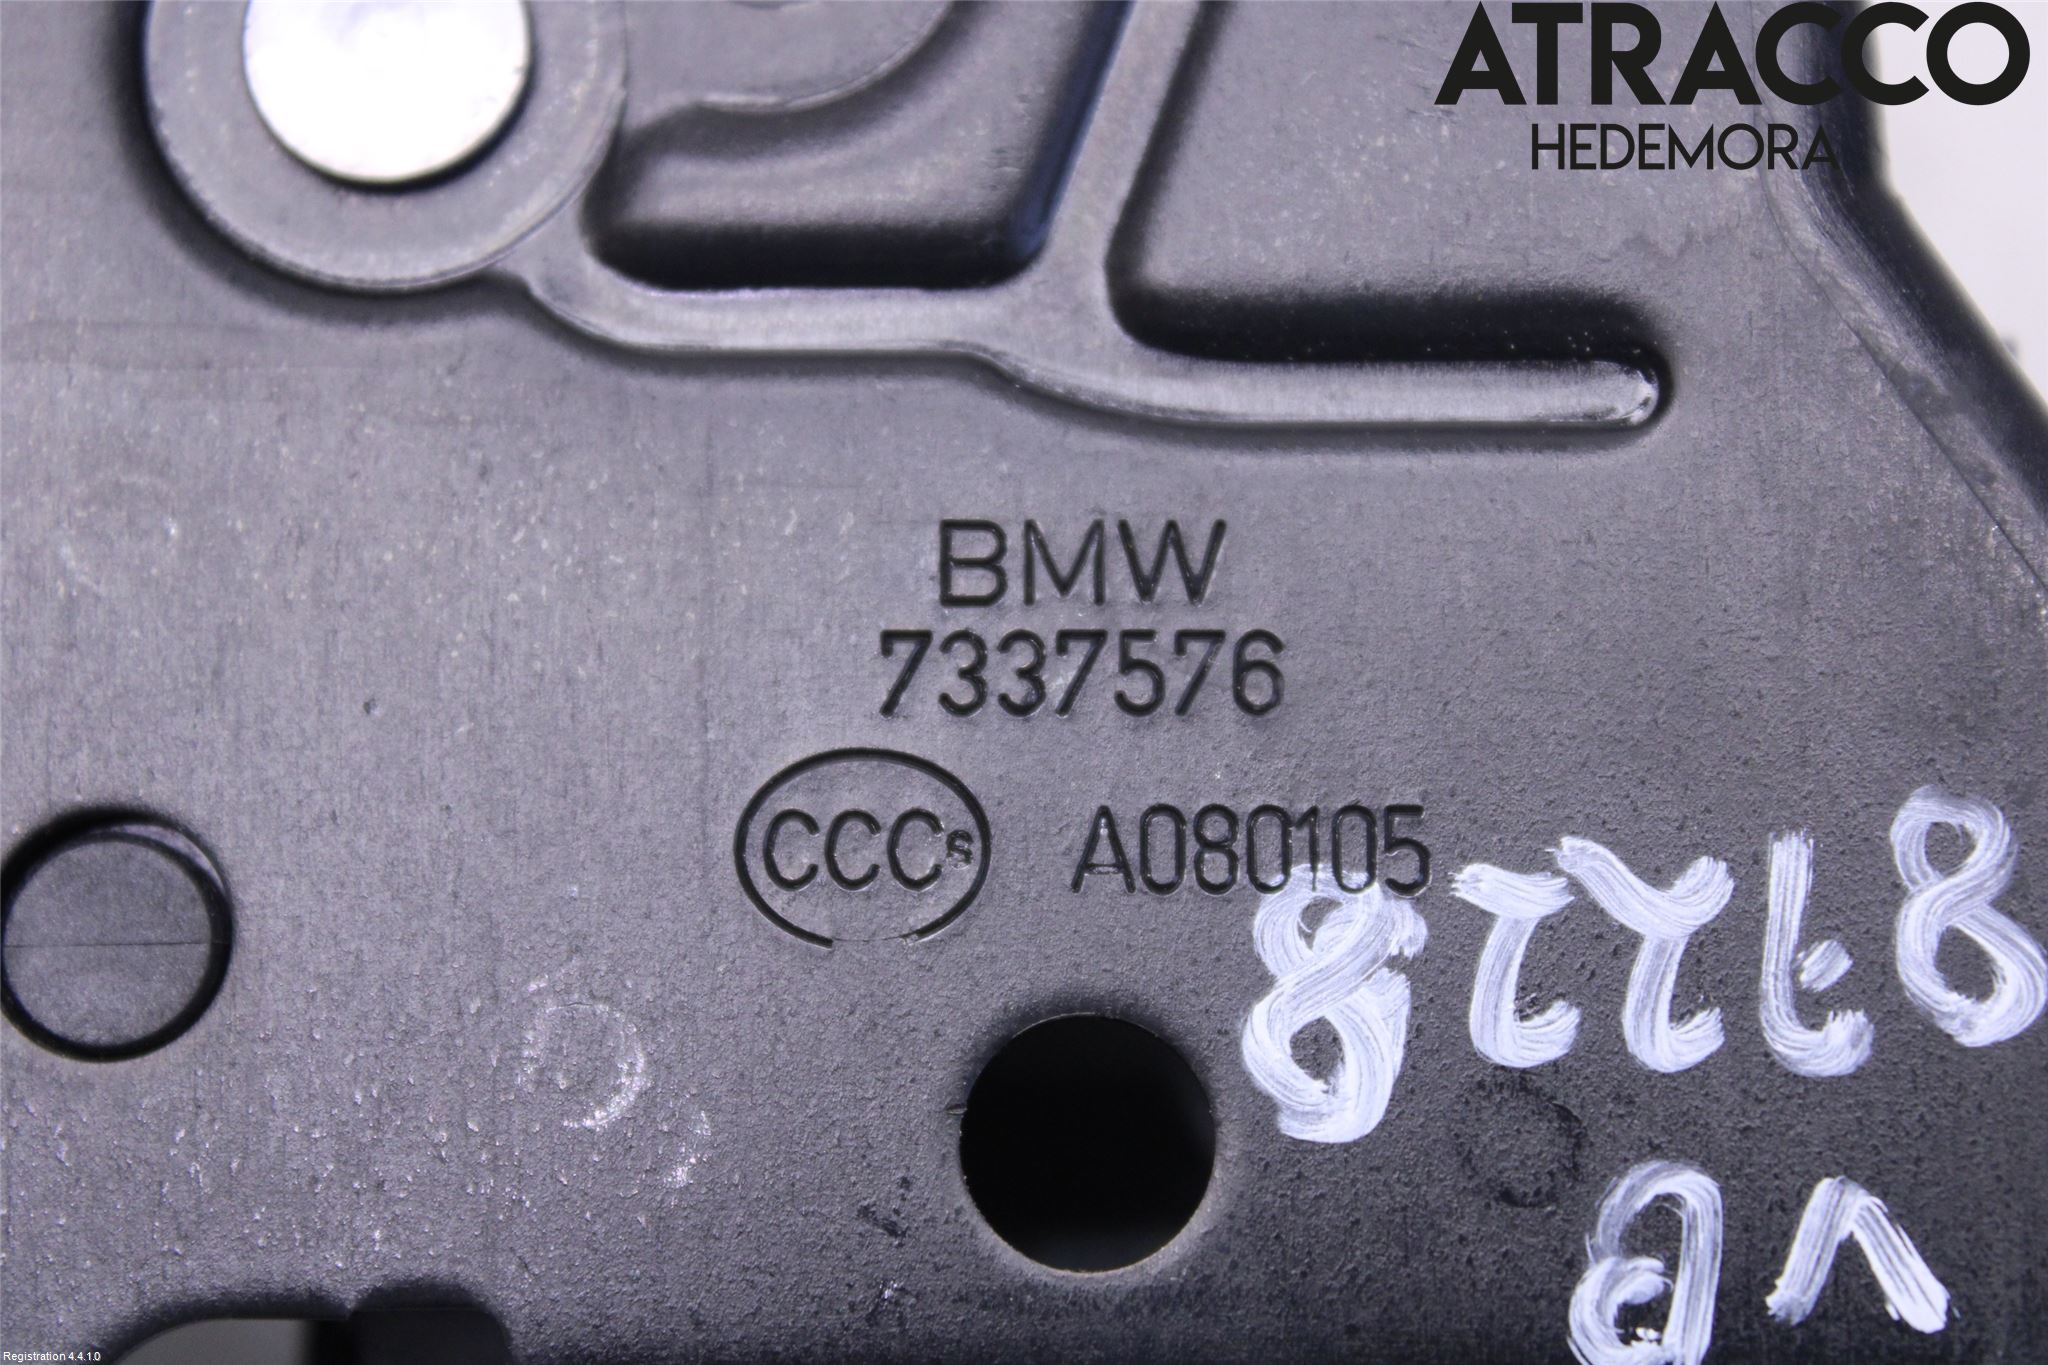 ATRACCO
HEDEMORA
BMW
7337576
CCCs A080105
Registration 4.4.1.0